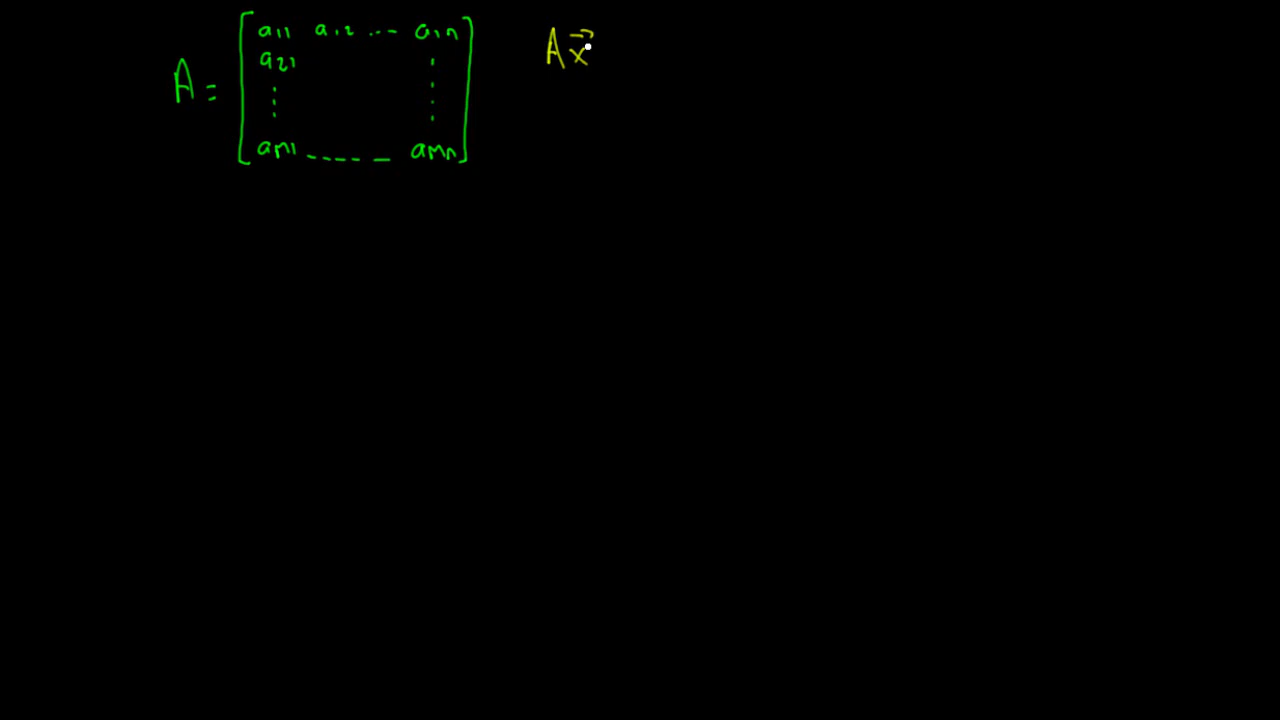 A = [ a11 a12 ... a1n
a21 ⋮
⋮ ⋮
am1 ------ amn ]
Ax⃗